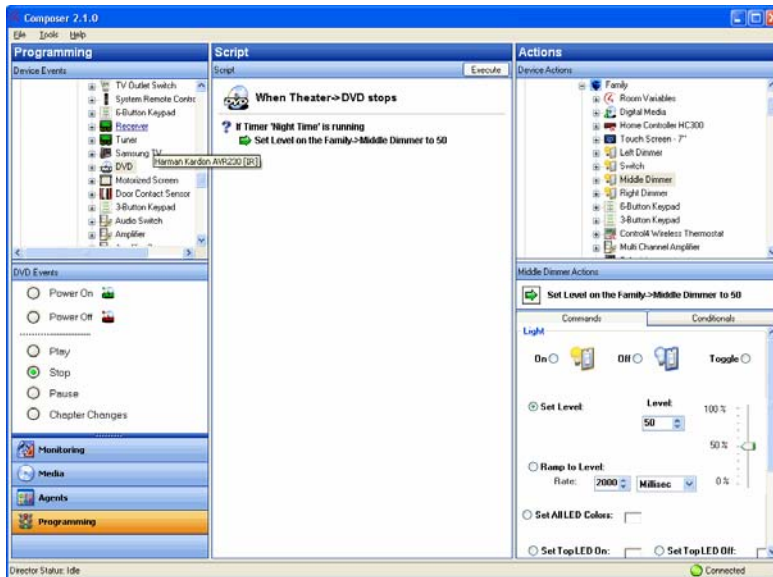 Composer 2.1.0
File Tools Help
Programming
Device Events
TV Outlet Switch
System Remote Contrc
6-Button Keypad
Receiver
Tuner
Samsung TV
Harman Kardon AVR230 [IR]
DVD
Motorized Screen
Door Contact Sensor
3-Button Keypad
Audio Switch
Amplifier
DVD Events
Power On
Power Off
Play
Stop
Pause
Chapter Changes
Monitoring
Media
Agents
Programming
Director Status: Idle
Script
Script Execute
When Theater->DVD stops
If Timer 'Night Time' is running
Set Level on the Family->Middle Dimmer to 50
Actions
Device Actions
Family
Room Variables
Digital Media
Home Controller HC300
Touch Screen - 7"
Left Dimmer
Switch
Middle Dimmer
Right Dimmer
6-Button Keypad
3-Button Keypad
Control4 Wireless Thermostat
Multi Channel Amplifier
Middle Dimmer Actions
Set Level on the Family->Middle Dimmer to 50
Commands Conditionals
Light
On Off Toggle
Set Level: Level: 100 %
50 50 %
Ramp to Level:
Rate: 2000 Millisec 0 %
Set All LED Colors:
Set Top LED On: Set Top LED Off:
Connected